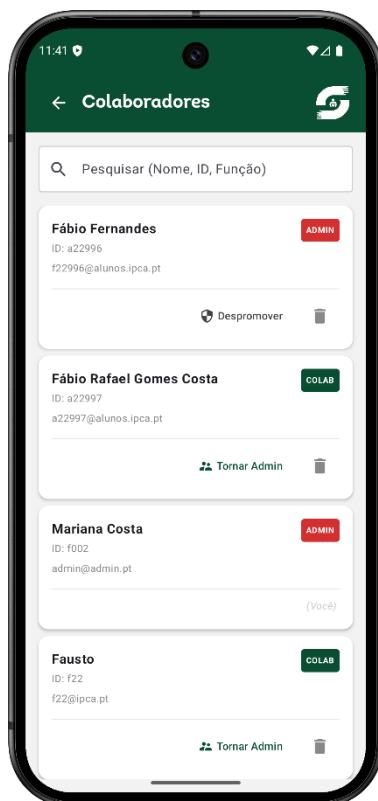 11:41
Colaboradores
Pesquisar (Nome, ID, Função)
Fábio Fernandes
ADMIN
ID: a22996
f22996@alunos.ipca.pt
Despromover
Fábio Rafael Gomes Costa
COLAB
ID: a22997
a22997@alunos.ipca.pt
Tornar Admin
Mariana Costa
ADMIN
ID: f002
admin@admin.pt
(Você)
Fausto
COLAB
ID: f22
f22@ipca.pt
Tornar Admin